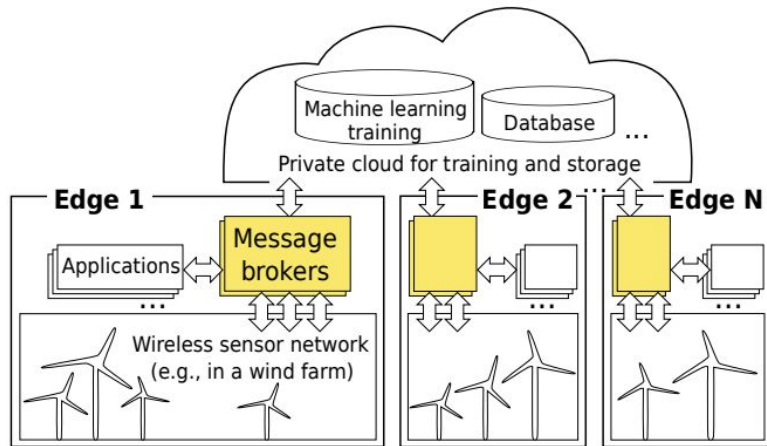 Machine learning
training
Database
...
Private cloud for training and storage
...
Edge 1
Edge 2
Edge N
Message
brokers
Applications
...
...
...
Wireless sensor network
(e.g., in a wind farm)